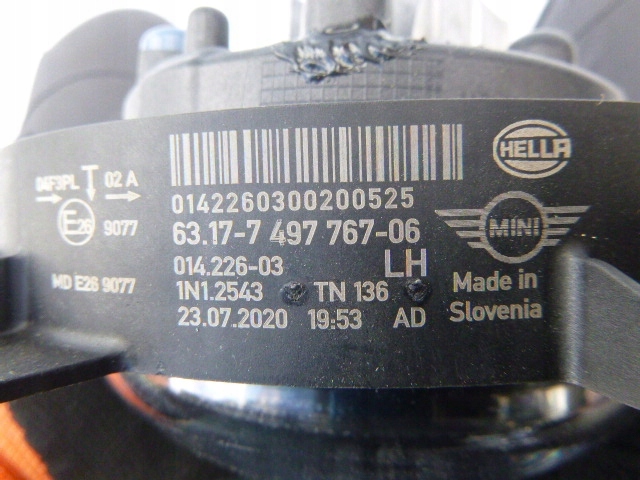 HELLA
04F3PL 02 A
0142260300200525
E26 9077
63.17-7 497 767-06
MINI
014.226-03 LH
MD E26 9077
1N1.2543 TN 136
Made in
Slovenia
23.07.2020 19:53 AD